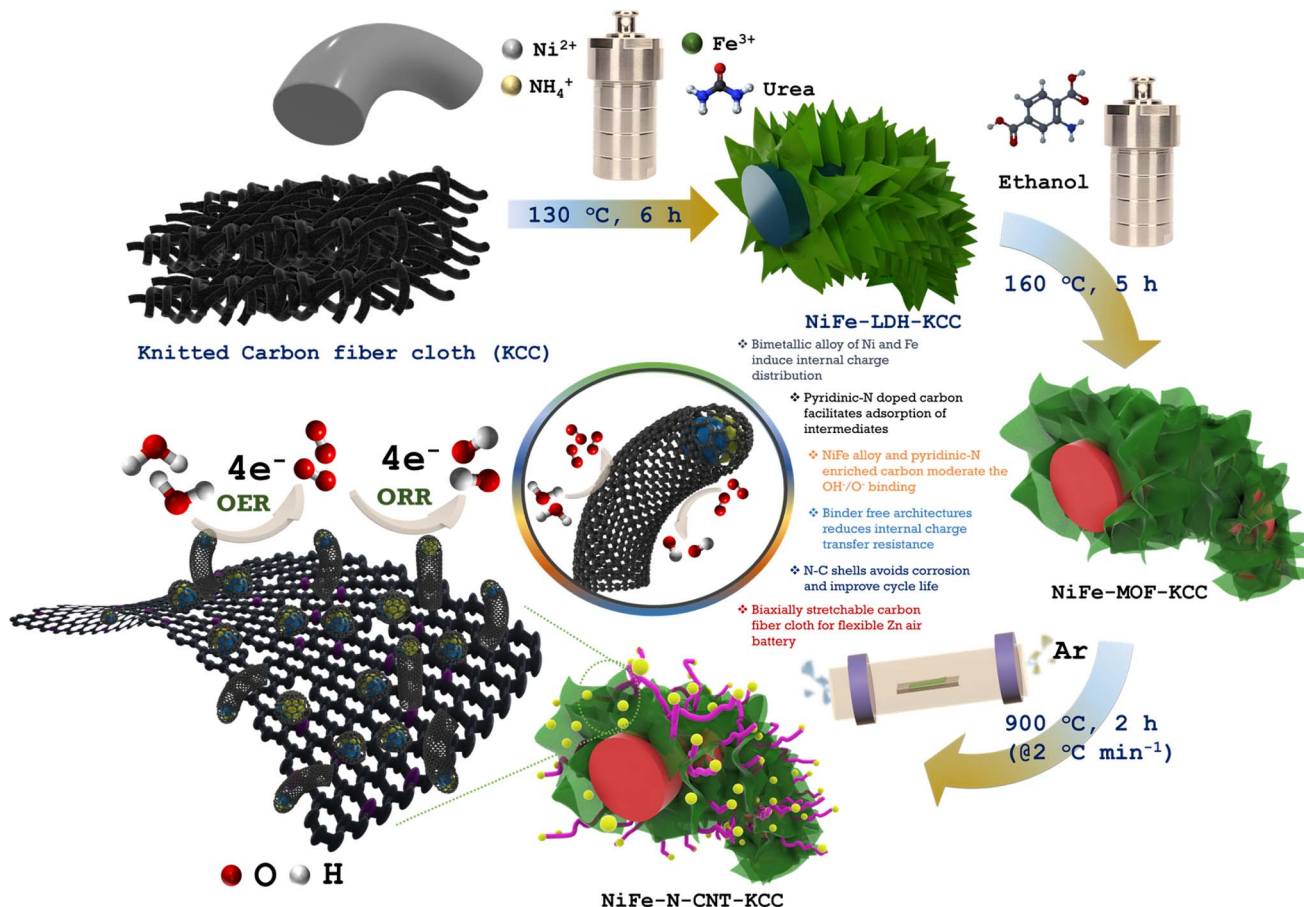 Ni²⁺
NH₄⁺
Fe³⁺
Urea
130 °C, 6 h
Ethanol
160 °C, 5 h
Knitted Carbon fiber cloth (KCC)
NiFe-LDH-KCC
❖ Bimetallic alloy of Ni and Fe
induce internal charge
distribution
❖ Pyridinic-N doped carbon
facilitates adsorption of
intermediates
❖ NiFe alloy and pyridinic-N
enriched carbon moderate the
OH⁻/O⁻ binding
❖ Binder free architectures
reduces internal charge
transfer resistance
❖ N-C shells avoids corrosion
and improve cycle life
❖ Biaxially stretchable carbon
fiber cloth for flexible Zn air
battery
NiFe-MOF-KCC
Ar
900 °C, 2 h
(@2 °C min⁻¹)
4e⁻
OER
4e⁻
ORR
O H
NiFe-N-CNT-KCC